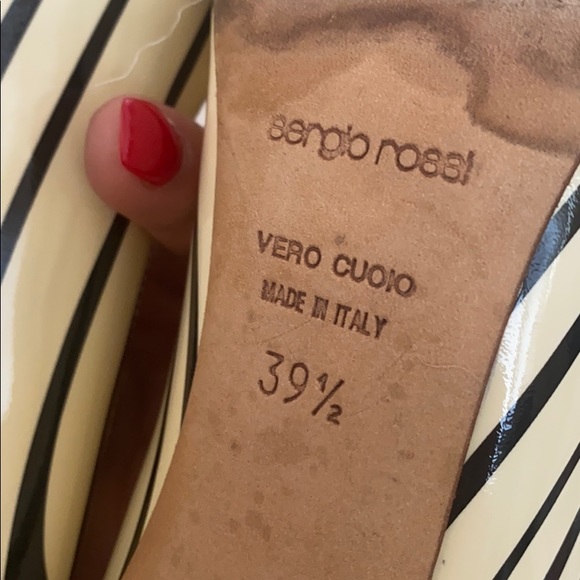 sergio rossi
VERO CUOIO
MADE IN ITALY
39½